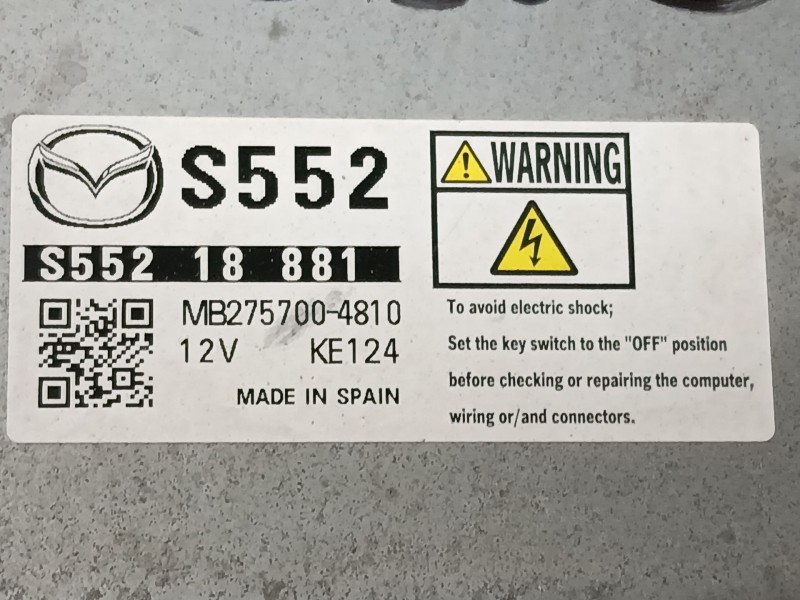 S552
S552 18 881
MB275700-4810
12V KE124
MADE IN SPAIN
WARNING
To avoid electric shock;
Set the key switch to the "OFF" position
before checking or repairing the computer,
wiring or/and connectors.